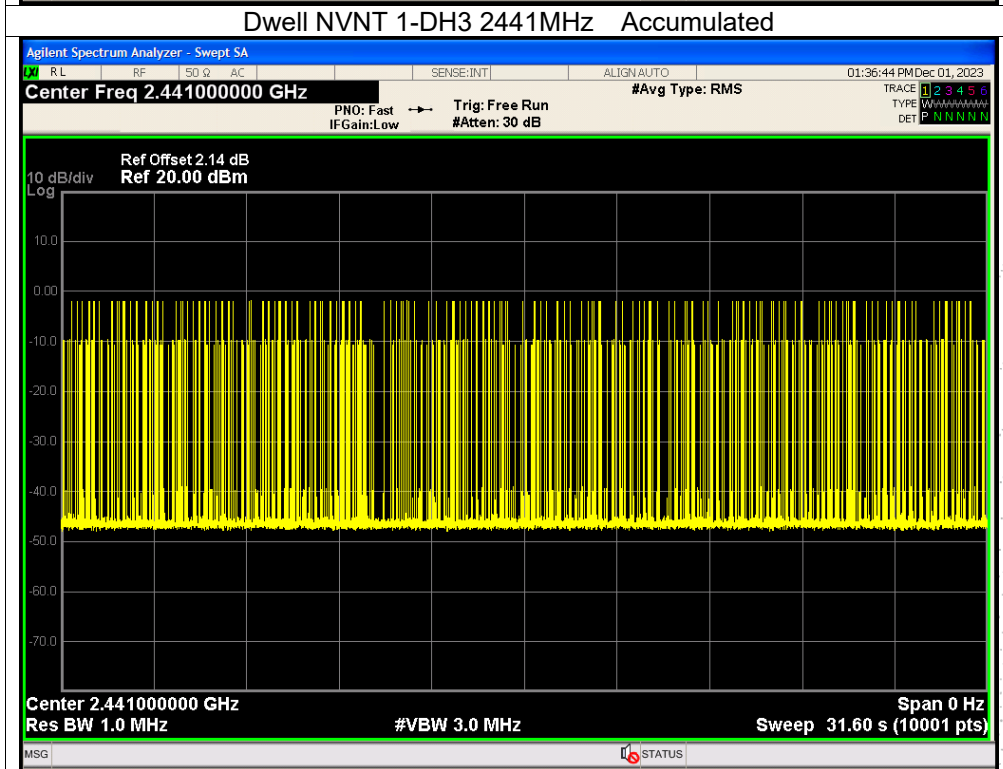 Dwell NVNT 1-DH3 2441MHz    Accumulated
Agilent Spectrum Analyzer - Swept SA
LXI RL RF 50 Ω AC SENSE:INT ALIGN AUTO 01:36:44 PM Dec 01, 2023
Center Freq 2.441000000 GHz #Avg Type: RMS TRACE 1 2 3 4 5 6
PNO: Fast Trig: Free Run TYPE W
IFGain:Low #Atten: 30 dB DET P N N N N N
Ref Offset 2.14 dB
10 dB/div Ref 20.00 dBm
Log
10.0
0.00
-10.0
-20.0
-30.0
-40.0
-50.0
-60.0
-70.0
Center 2.441000000 GHz Span 0 Hz
Res BW 1.0 MHz #VBW 3.0 MHz Sweep 31.60 s (10001 pts)
MSG STATUS